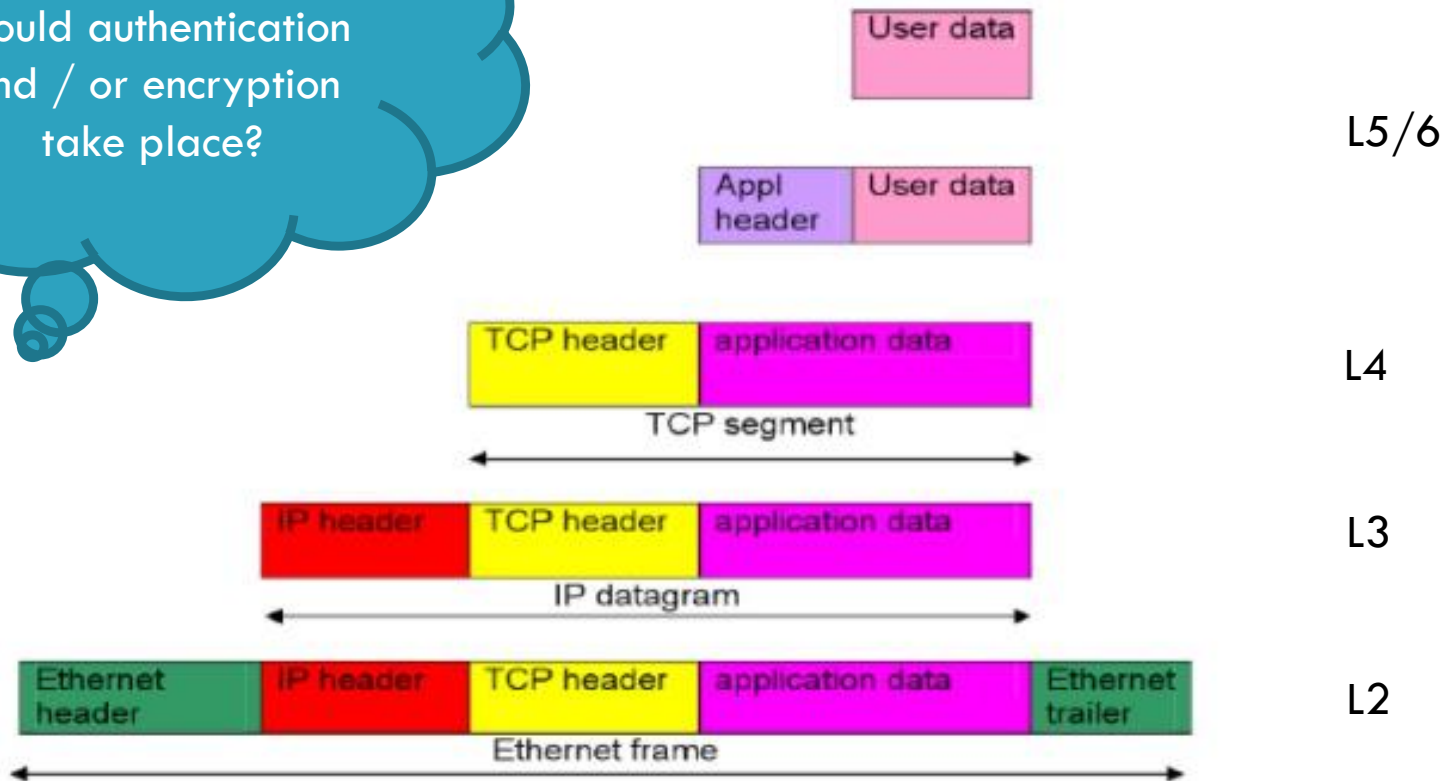 authentication
/ or encryption
take place?
User data
L5/6
Appl header
User data
TCP header
application data
L4
TCP segment
IP header
TCP header
application data
L3
IP datagram
Ethernet header
IP header
TCP header
application data
Ethernet trailer
L2
Ethernet frame